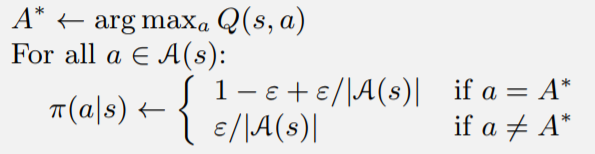 A* ← arg maxₐ Q(s, a)
For all a ∈ 𝒜(s):
π(a|s) ← { 1 − ε + ε/|𝒜(s)| if a = A*
ε/|𝒜(s)| if a ≠ A*